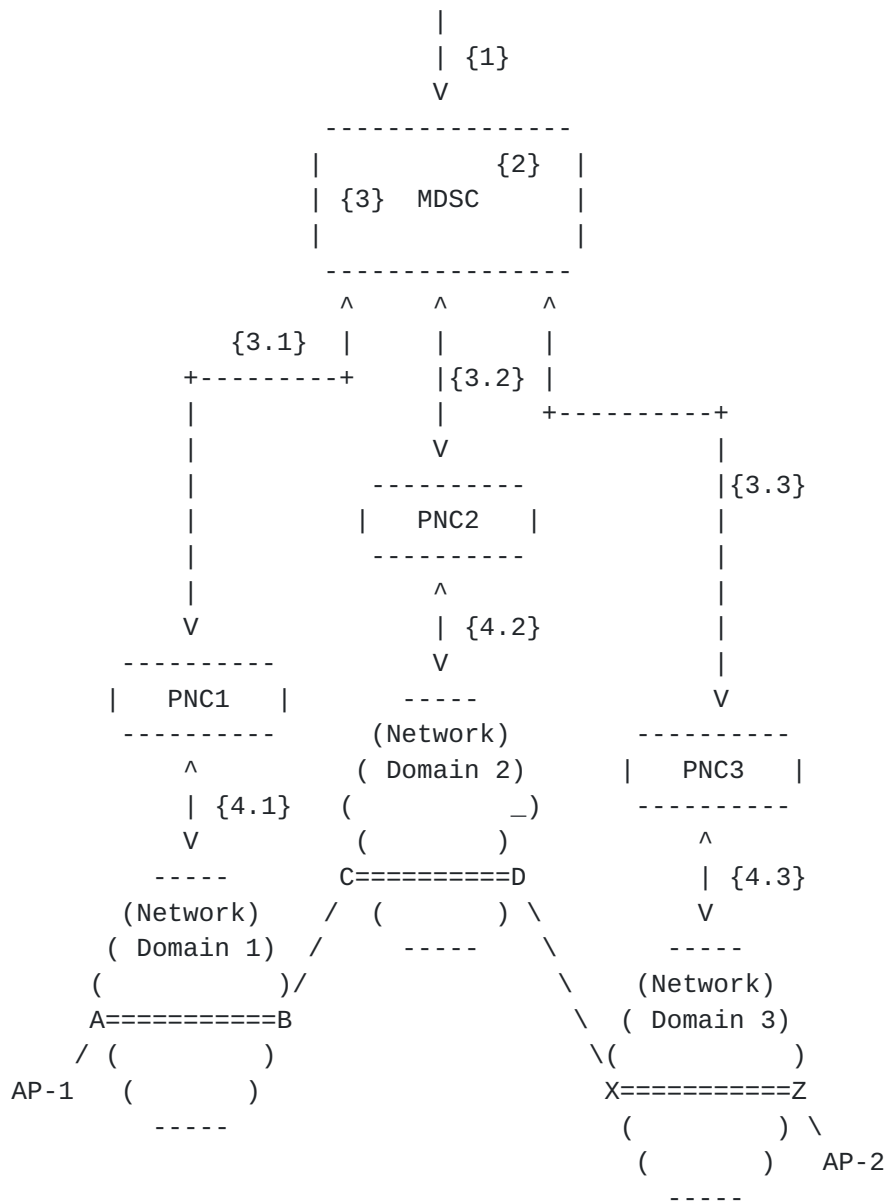 {1}
{2}
{3} MDSC
{3.1}
{3.2}
{3.3}
PNC2
{4.2}
PNC1
(Network)
( Domain 2)
PNC3
{4.1}
C==========D
{4.3}
(Network)
( Domain 1)
(Network)
A===========B
( Domain 3)
AP-1
X===========Z
AP-2